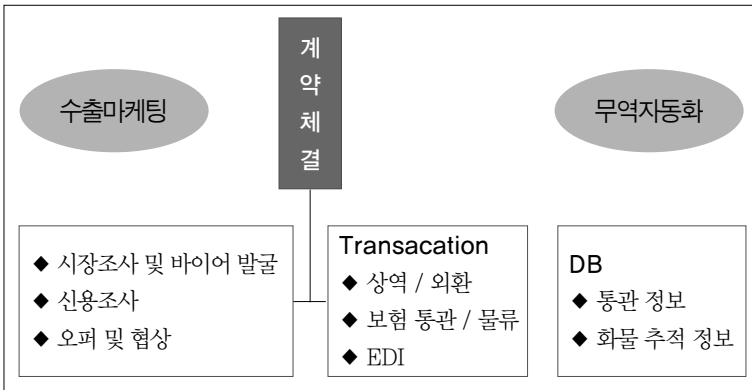 계약체결
수출마케팅
무역자동화
◆ 시장조사 및 바이어 발굴
◆ 신용조사
◆ 오퍼 및 협상
Transacation
◆ 상역 / 외환
◆ 보험 통관 / 물류
◆ EDI
DB
◆ 통관 정보
◆ 화물 추적 정보